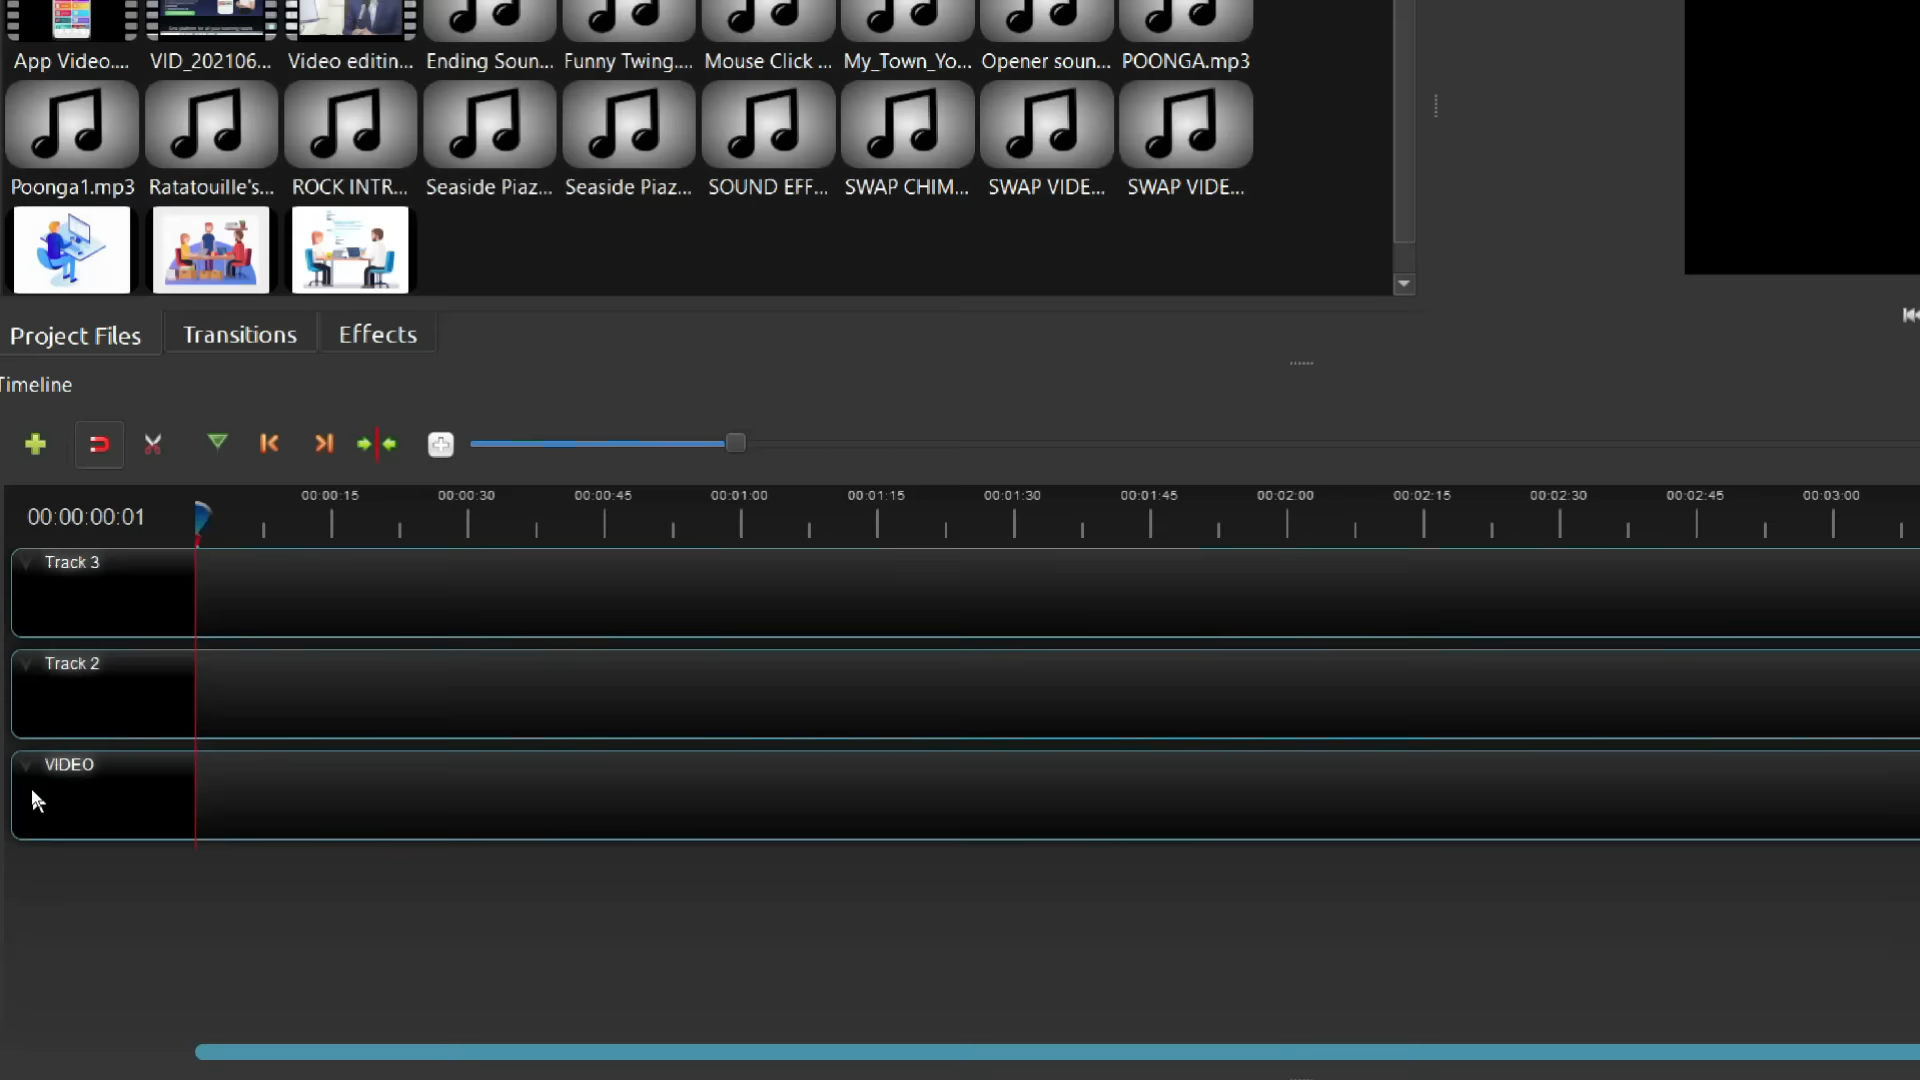 App Video.... VID_202106... Video editin... Ending Soun... Funny Twing.... Mouse Click ... My_Town_Yo... Opener soun... POONGA.mp3
Poonga1.mp3 Ratatouille's... ROCK INTR... Seaside Piaz... Seaside Piaz... SOUND EFF... SWAP CHIM... SWAP VIDE... SWAP VIDE...
Project Files Transitions Effects
Timeline
00:00:15 00:00:30 00:00:45 00:01:00 00:01:15 00:01:30 00:01:45 00:02:00 00:02:15 00:02:30 00:02:45 00:03:00
00:00:00:01
Track 3
Track 2
VIDEO